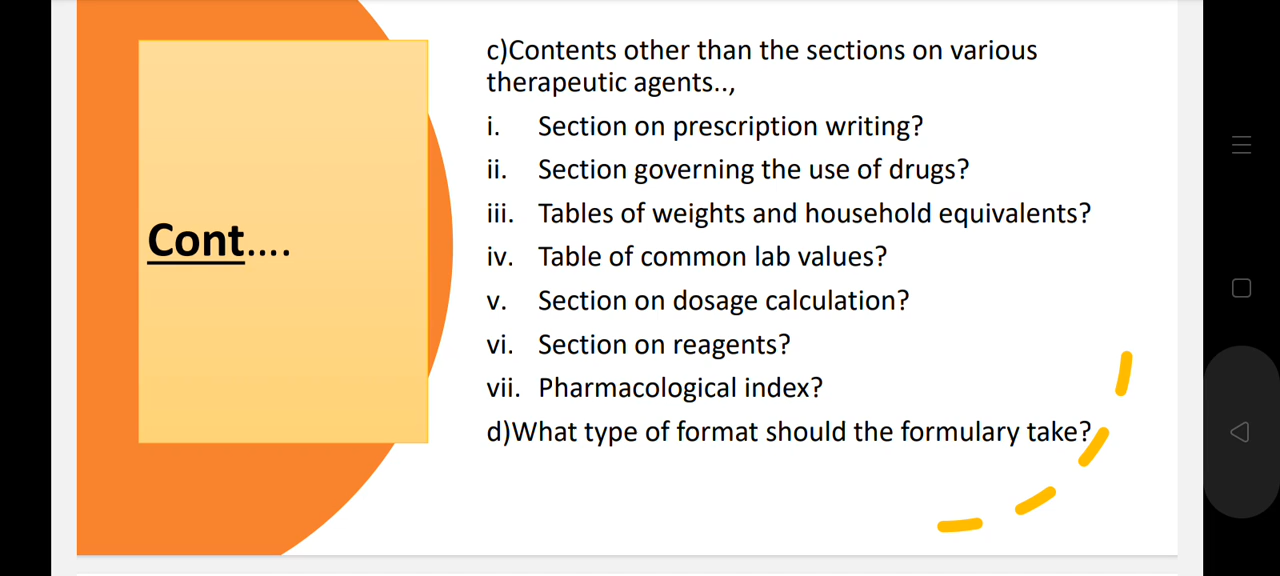 Cont....
c)Contents other than the sections on various
therapeutic agents..,
i. Section on prescription writing?
ii. Section governing the use of drugs?
iii. Tables of weights and household equivalents?
iv. Table of common lab values?
v. Section on dosage calculation?
vi. Section on reagents?
vii. Pharmacological index?
d)What type of format should the formulary take?